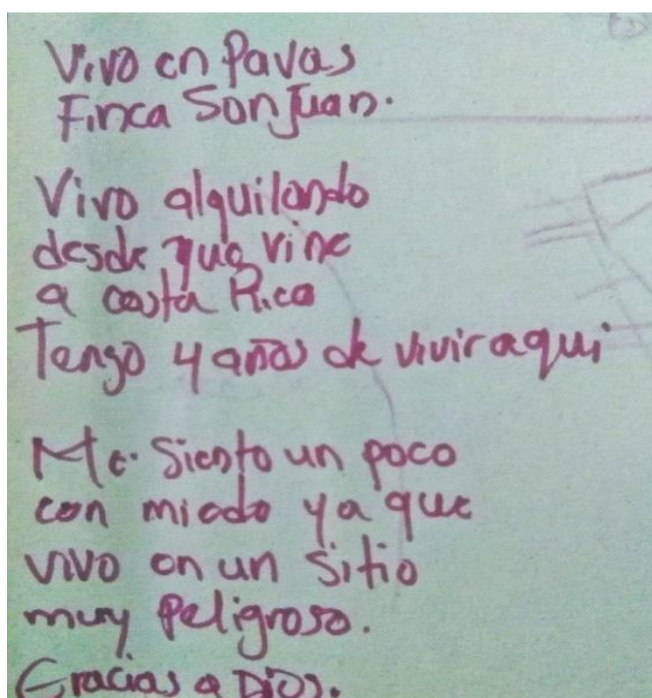 Vivo en Pavas
Finca San Juan.
Vivo alquilando
desde que vine
a costa Rica
Tengo 4 años de vivir aqui
Me siento un poco
con miedo ya que
vivo en un sitio
muy peligroso.
Gracias a Dios.